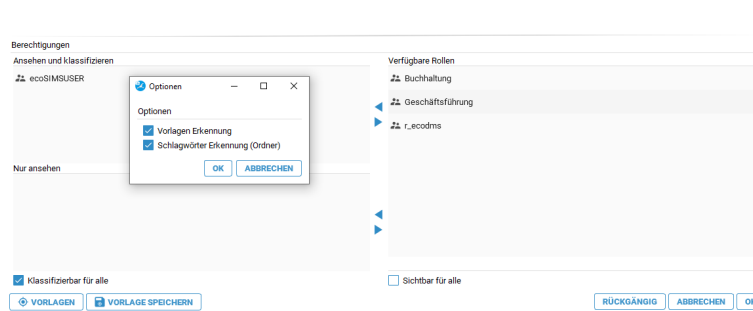 Berechtigungen
Ansehen und klassifizieren
Verfügbare Rollen
ecoSIMSUSER
Buchhaltung
Geschäftsführung
r_ecodms
Optionen
Optionen
Vorlagen Erkennung
Schlagwörter Erkennung (Ordner)
OK
ABBRECHEN
Nur ansehen
Klassifizierbar für alle
Sichtbar für alle
VORLAGEN
VORLAGE SPEICHERN
RÜCKGÄNGIG
ABBRECHEN